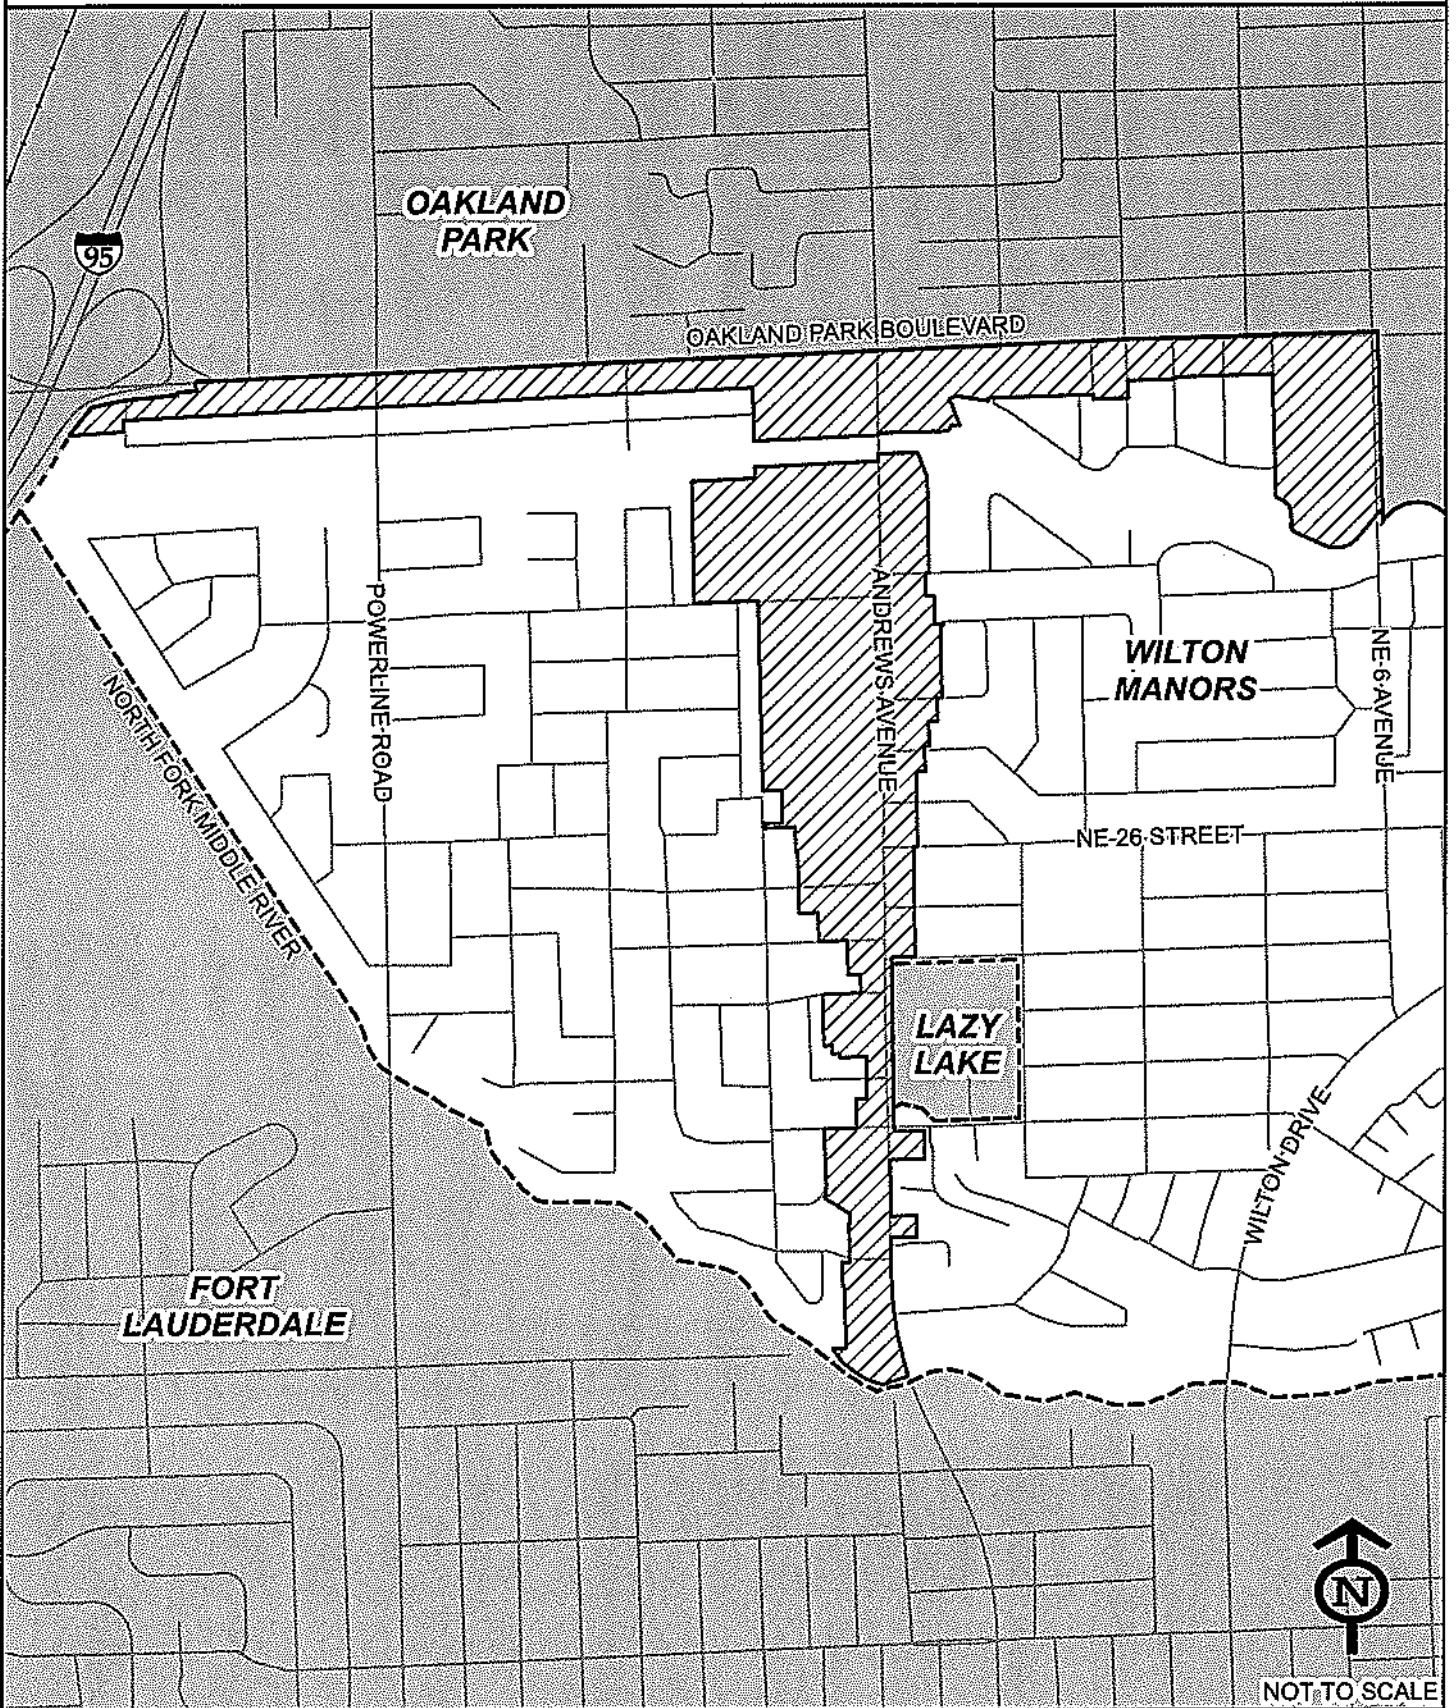 OAKLAND
PARK
95
OAKLAND PARK BOULEVARD
POWERLINE ROAD
ANDREWS AVENUE
WILTON
MANORS
NE 6 AVENUE
NORTH FORK MIDDLE RIVER
NE 26 STREET
LAZY
LAKE
WILTON DRIVE
FORT
LAUDERDALE
N
NOT TO SCALE